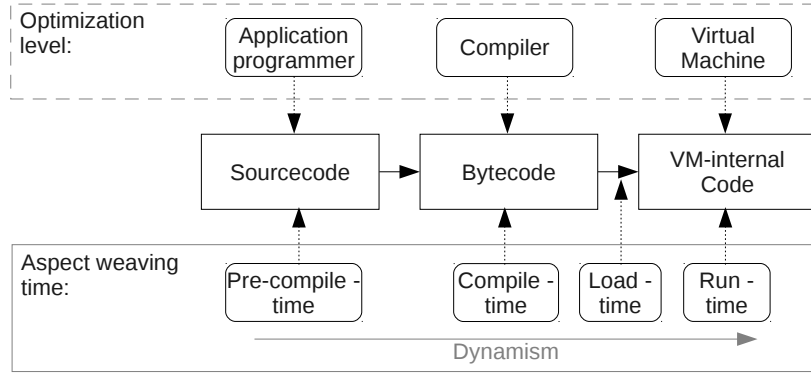 Optimization
level:
Application
programmer
Compiler
Virtual
Machine
Sourcecode
Bytecode
VM-internal
Code
Aspect weaving
time:
Pre-compile -
time
Compile -
time
Load -
time
Run -
time
Dynamism